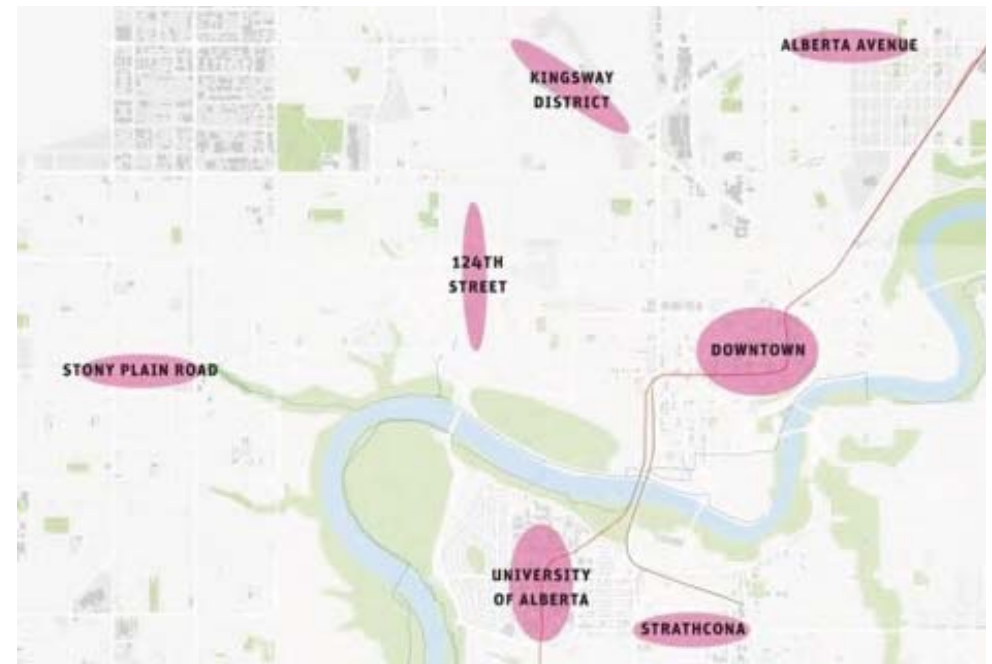 ALBERTA AVENUE
KINGSWAY
DISTRICT
124TH
STREET
DOWNTOWN
STONY PLAIN ROAD
UNIVERSITY
OF ALBERTA
STRATHCONA